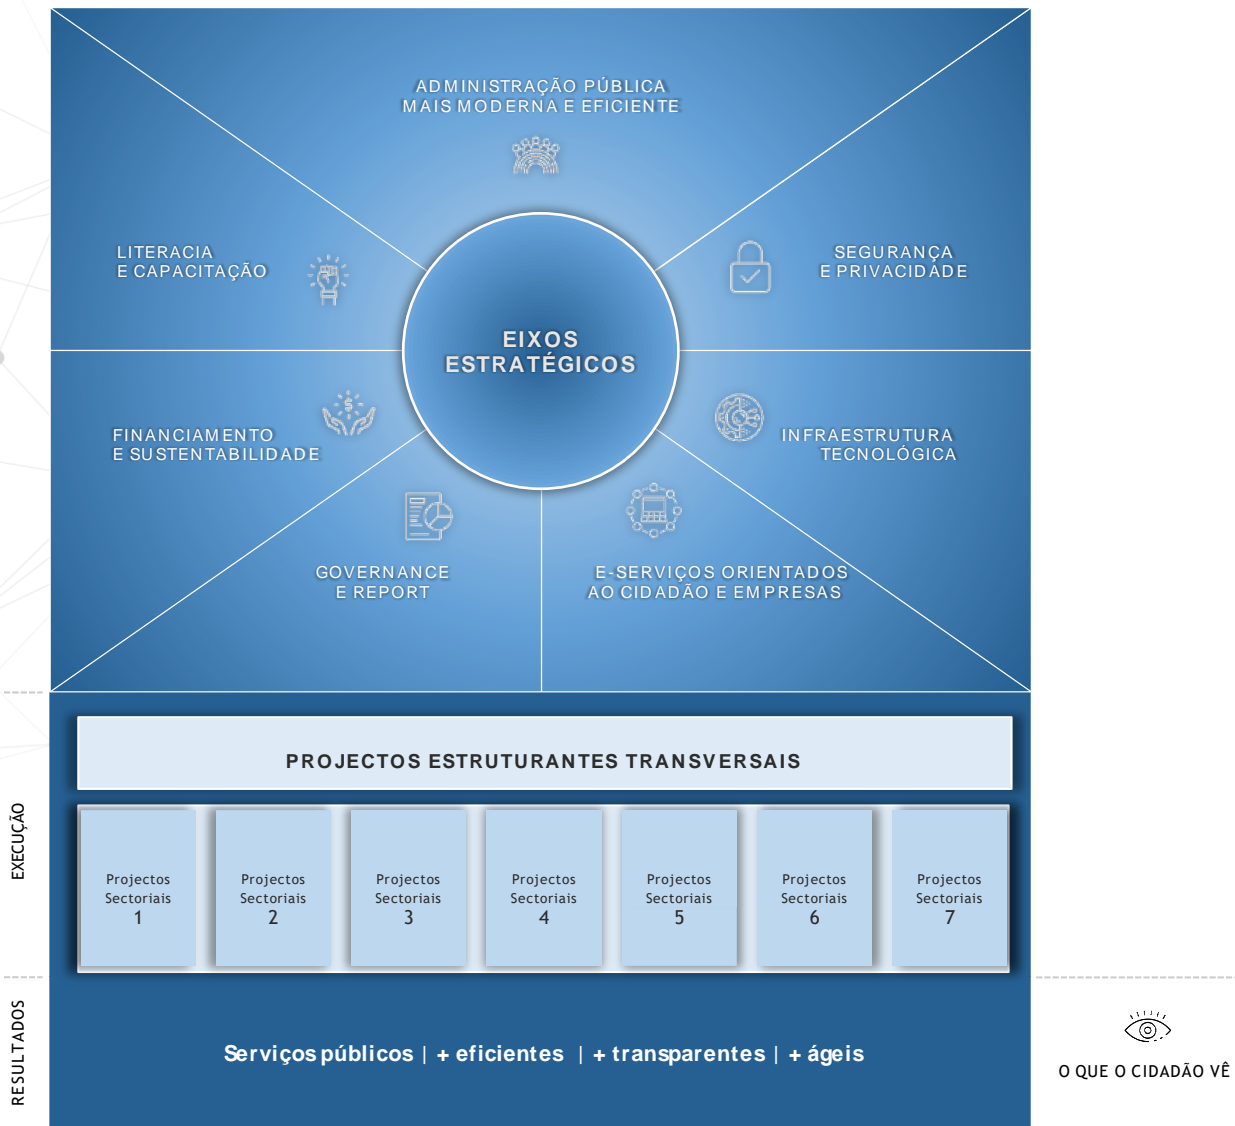 ADMINISTRAÇÃO PÚBLICA
MAIS MODERNA E EFICIENTE
LITERACIA
E CAPACITAÇÃO
SEGURANÇA
E PRIVACIDADE
EIXOS
ESTRATÉGICOS
FINANCIAMENTO
E SUSTENTABILIDADE
INFRAESTRUTURA
TECNOLÓGICA
GOVERNANCE
E REPORT
E-SERVIÇOS ORIENTADOS
AO CIDADÃO E EMPRESAS
EXECUÇÃO
PROJECTOS ESTRUTURANTES TRANSVERSAIS
Projectos
Sectoriais
1
Projectos
Sectoriais
2
Projectos
Sectoriais
3
Projectos
Sectoriais
4
Projectos
Sectoriais
5
Projectos
Sectoriais
6
Projectos
Sectoriais
7
RESULTADOS
Serviços públicos | + eficientes | + transparentes | + ágeis
O QUE O CIDADÃO VÊ